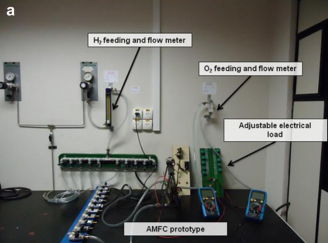 a
H₂ feeding and flow meter
O₂ feeding and flow meter
Adjustable electrical
load
AMFC prototype